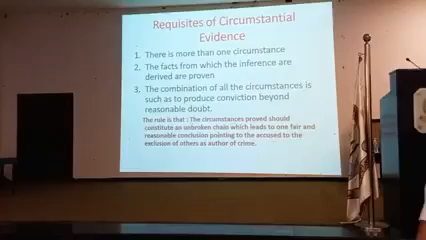 Requisites of Circumstantial
Evidence
1. There is more than one circumstance
2. The facts from which the inference are
derived are proven
3. The combination of all the circumstances is
such as to produce conviction beyond
reasonable doubt.
The rule is that : The circumstances proved should
constitute an unbroken chain which leads to one fair and
reasonable conclusion pointing to the accused to the
exclusion of others as author of crime.